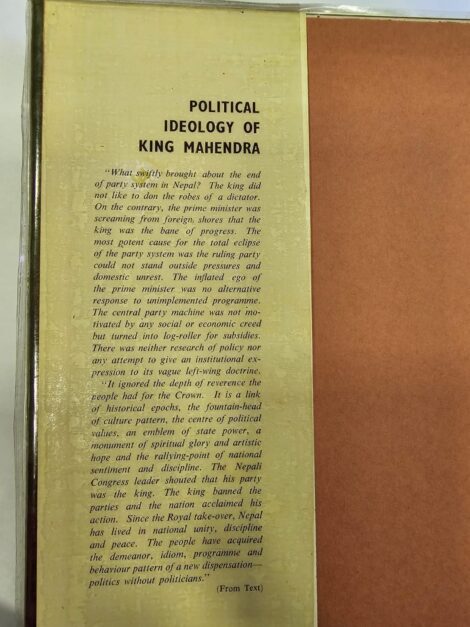 POLITICAL
IDEOLOGY OF
KING MAHENDRA
"What swiftly brought about the end
of party system in Nepal? The king did
not like to don the robes of a dictator.
On the contrary, the prime minister was
screaming from foreign, shores that the
king was the bane of progress. The
most potent cause for the total eclipse
of the party system was the ruling party
could not stand outside pressures and
domestic unrest. The inflated ego of
the prime minister was no alternative
response to unimplemented programme.
The central party machine was not mo-
tivated by any social or economic creed
but turned into log-roller for subsidies.
There was neither research of policy nor
any attempt to give an institutional ex-
pression to its vague left-wing doctrine.
"It ignored the depth of reverence the
people had for the Crown. It is a link
of historical epochs, the fountain-head
of culture pattern, the centre of political
values, an emblem of state power, a
monument of spiritual glory and artistic
hope and the rallying-point of national
sentiment and discipline. The Nepali
Congress leader shouted that his party
was the king. The king banned the
parties and the nation acclaimed his
action. Since the Royal take-over, Nepal
has lived in national unity, discipline
and peace. The people have acquired
the demeanor, idiom, programme and
behaviour pattern of a new dispensation—
politics without politicians."
(From Text)